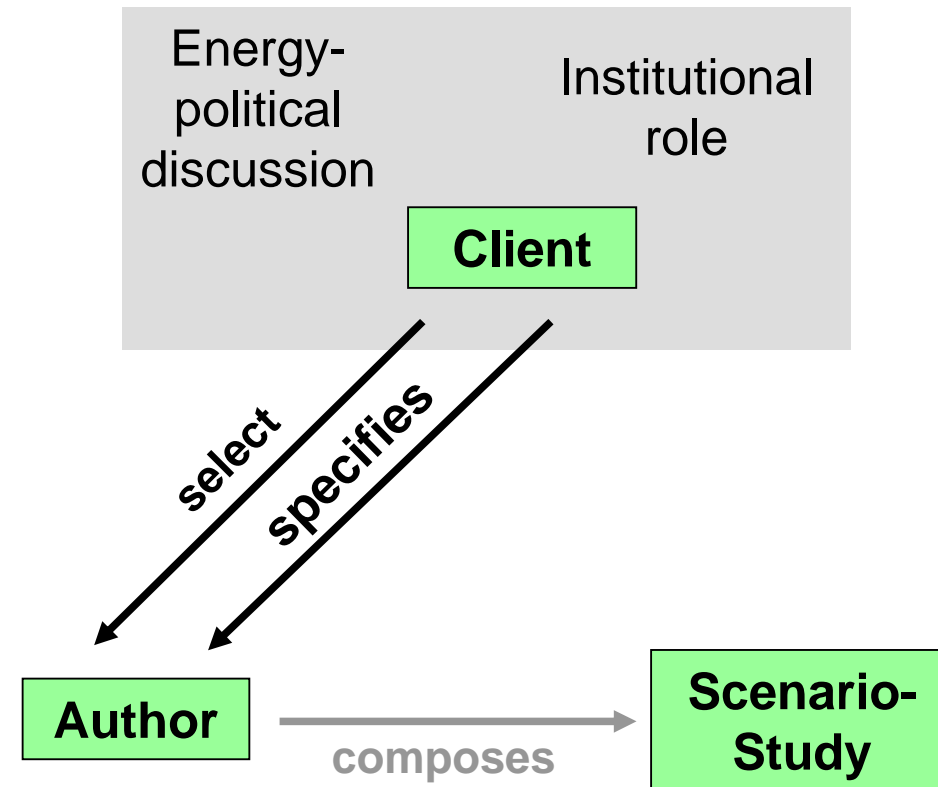 Energy-
political
discussion
Institutional
role
Client
select
specifies
Author
composes
Scenario-
Study